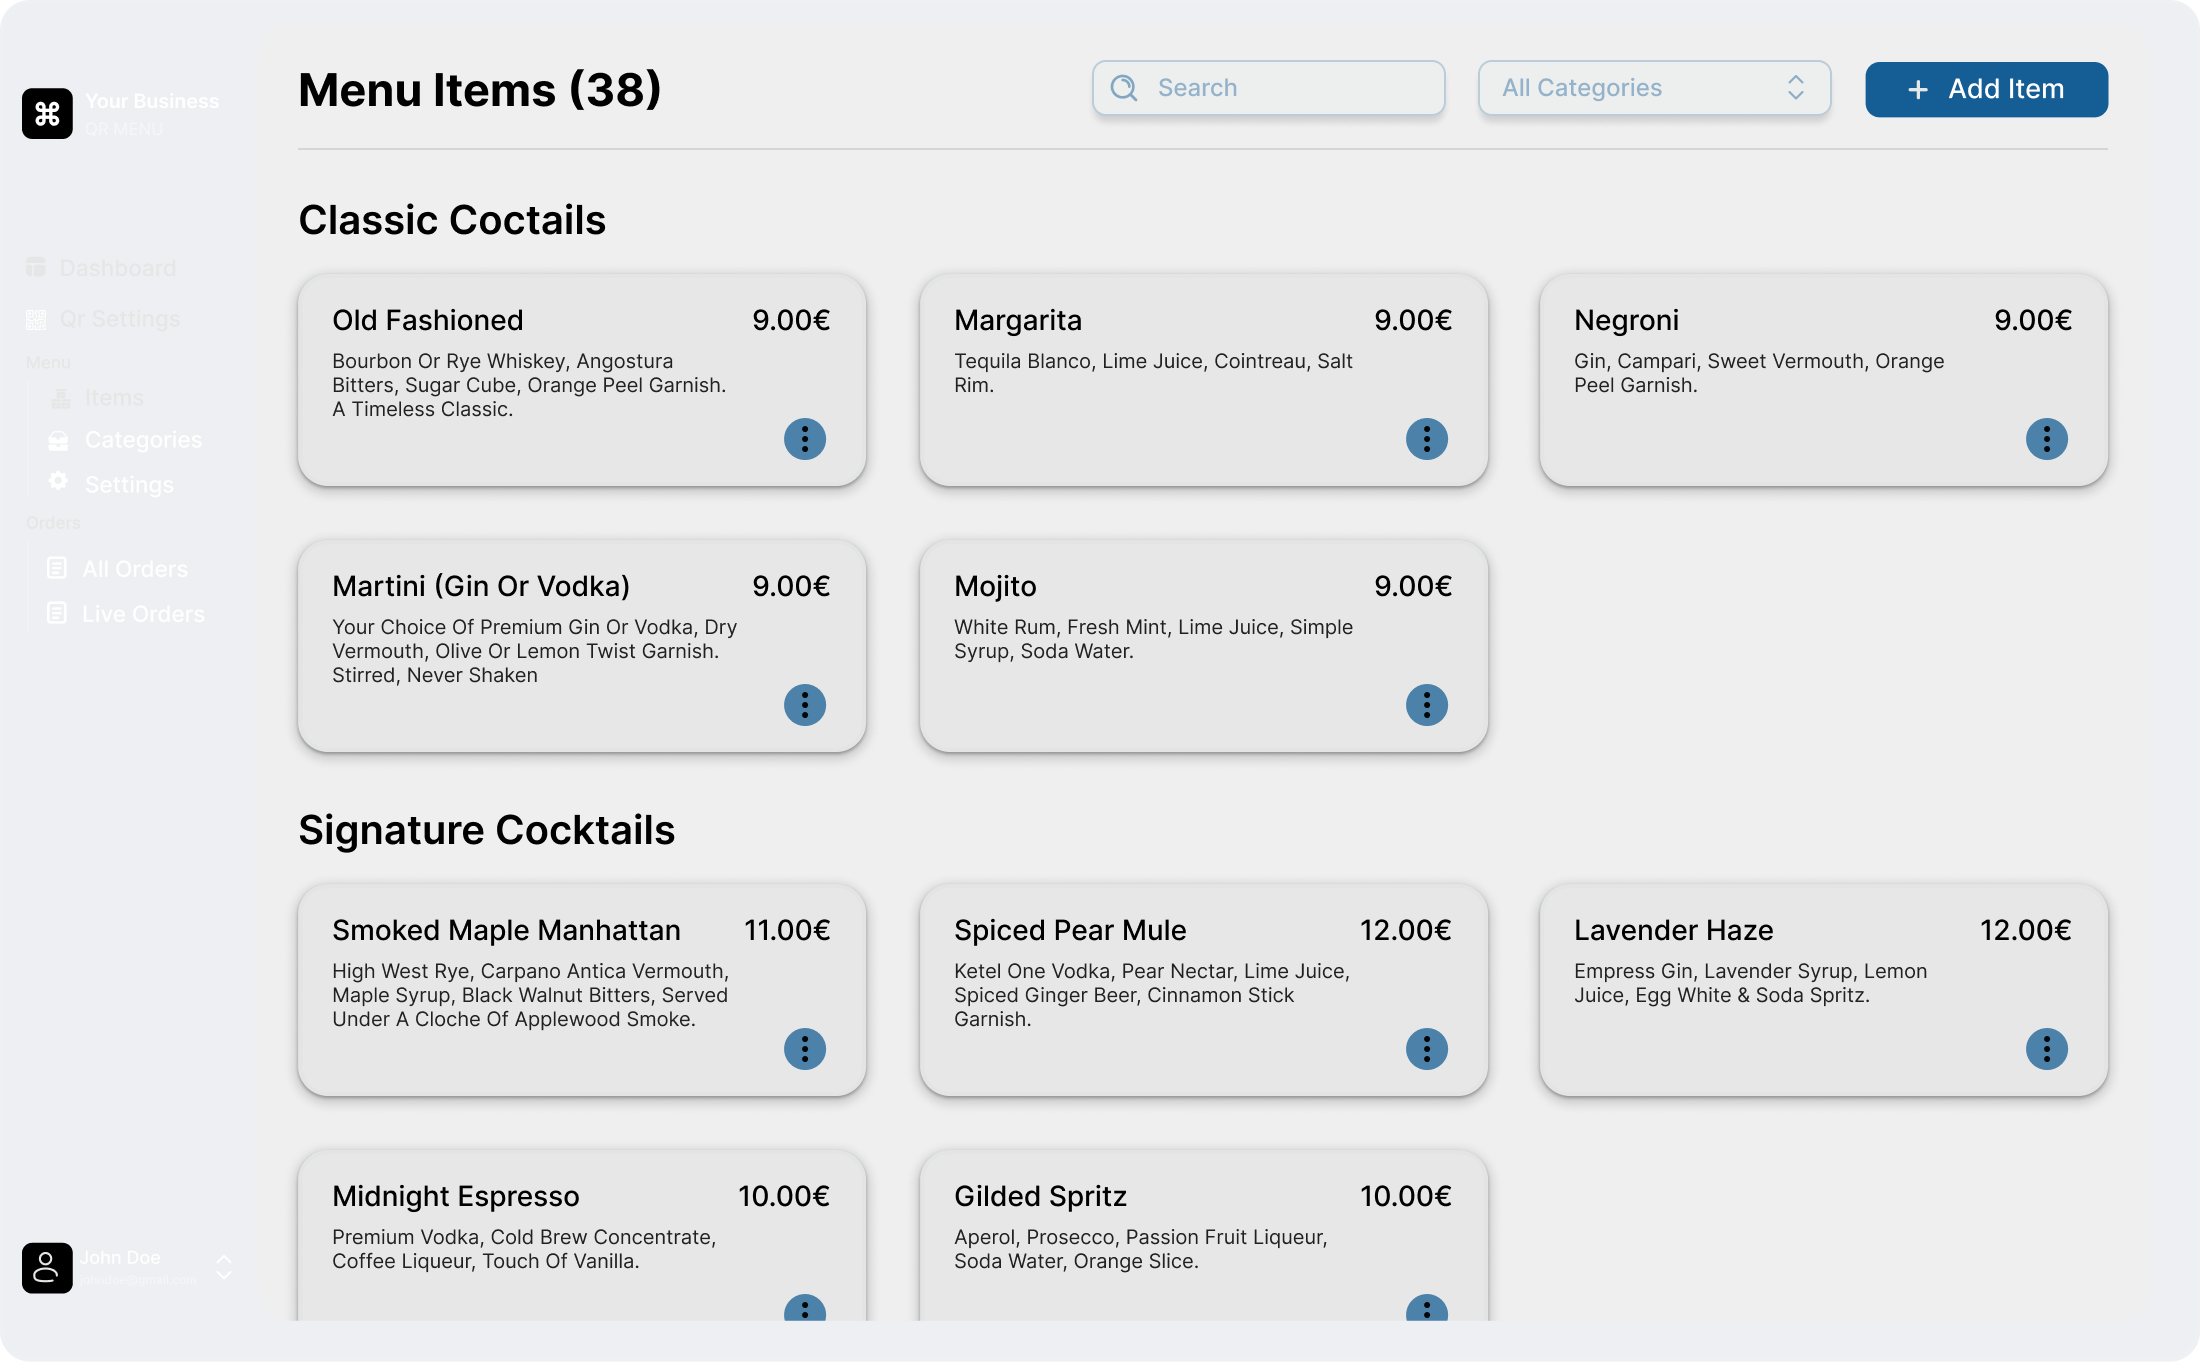 Your Business
QR MENU
Dashboard
Qr Settings
Menu
Items
Categories
Settings
Orders
All Orders
Live Orders
John Doe
johndoe@gmail.com
Menu Items (38)
Search
All Categories
+ Add Item
Classic Coctails
Old Fashioned 9.00€
Bourbon Or Rye Whiskey, Angostura
Bitters, Sugar Cube, Orange Peel Garnish.
A Timeless Classic.
Margarita 9.00€
Tequila Blanco, Lime Juice, Cointreau, Salt
Rim.
Negroni 9.00€
Gin, Campari, Sweet Vermouth, Orange
Peel Garnish.
Martini (Gin Or Vodka) 9.00€
Your Choice Of Premium Gin Or Vodka, Dry
Vermouth, Olive Or Lemon Twist Garnish.
Stirred, Never Shaken
Mojito 9.00€
White Rum, Fresh Mint, Lime Juice, Simple
Syrup, Soda Water.
Signature Cocktails
Smoked Maple Manhattan 11.00€
High West Rye, Carpano Antica Vermouth,
Maple Syrup, Black Walnut Bitters, Served
Under A Cloche Of Applewood Smoke.
Spiced Pear Mule 12.00€
Ketel One Vodka, Pear Nectar, Lime Juice,
Spiced Ginger Beer, Cinnamon Stick
Garnish.
Lavender Haze 12.00€
Empress Gin, Lavender Syrup, Lemon
Juice, Egg White & Soda Spritz.
Midnight Espresso 10.00€
Premium Vodka, Cold Brew Concentrate,
Coffee Liqueur, Touch Of Vanilla.
Gilded Spritz 10.00€
Aperol, Prosecco, Passion Fruit Liqueur,
Soda Water, Orange Slice.